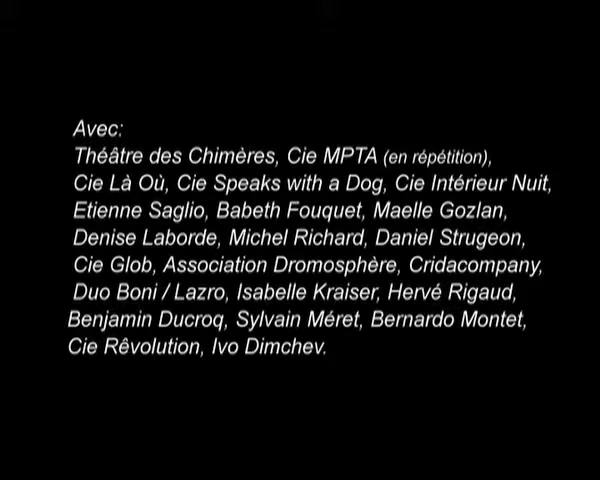 Avec:
Théâtre des Chimères, Cie MPTA (en répétition),
Cie Là Où, Cie Speaks with a Dog, Cie Intérieur Nuit,
Etienne Saglio, Babeth Fouquet, Maelle Gozlan,
Denise Laborde, Michel Richard, Daniel Strugeon,
Cie Glob, Association Dromosphère, Cridacompany,
Duo Boni / Lazro, Isabelle Kraiser, Hervé Rigaud,
Benjamin Ducroq, Sylvain Méret, Bernardo Montet,
Cie Rêvolution, Ivo Dimchev.